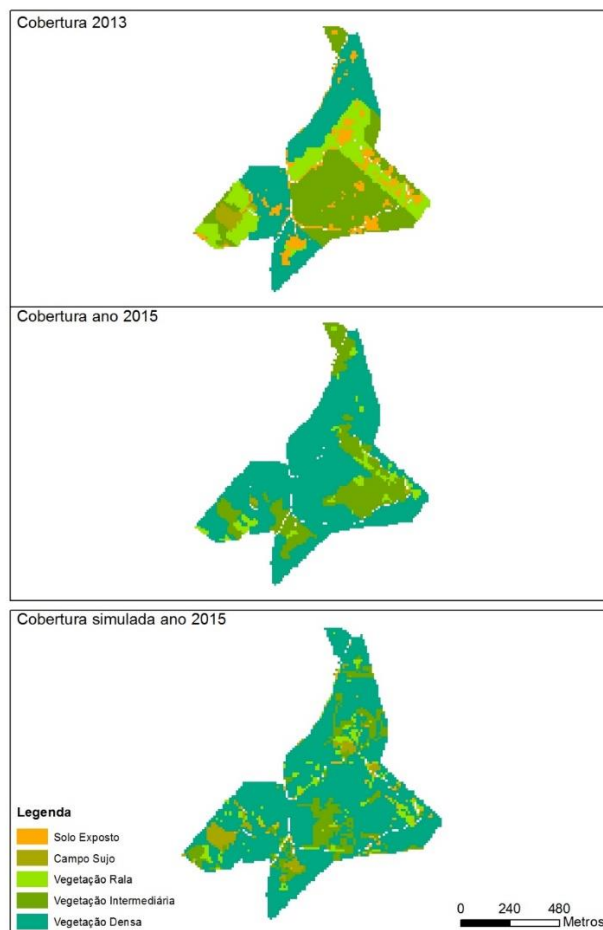 Cobertura 2013
Cobertura ano 2015
Cobertura simulada ano 2015
Legenda
Solo Exposto
Campo Sujo
Vegetação Rala
Vegetação Intermediária
Vegetação Densa
0 240 480
Metros